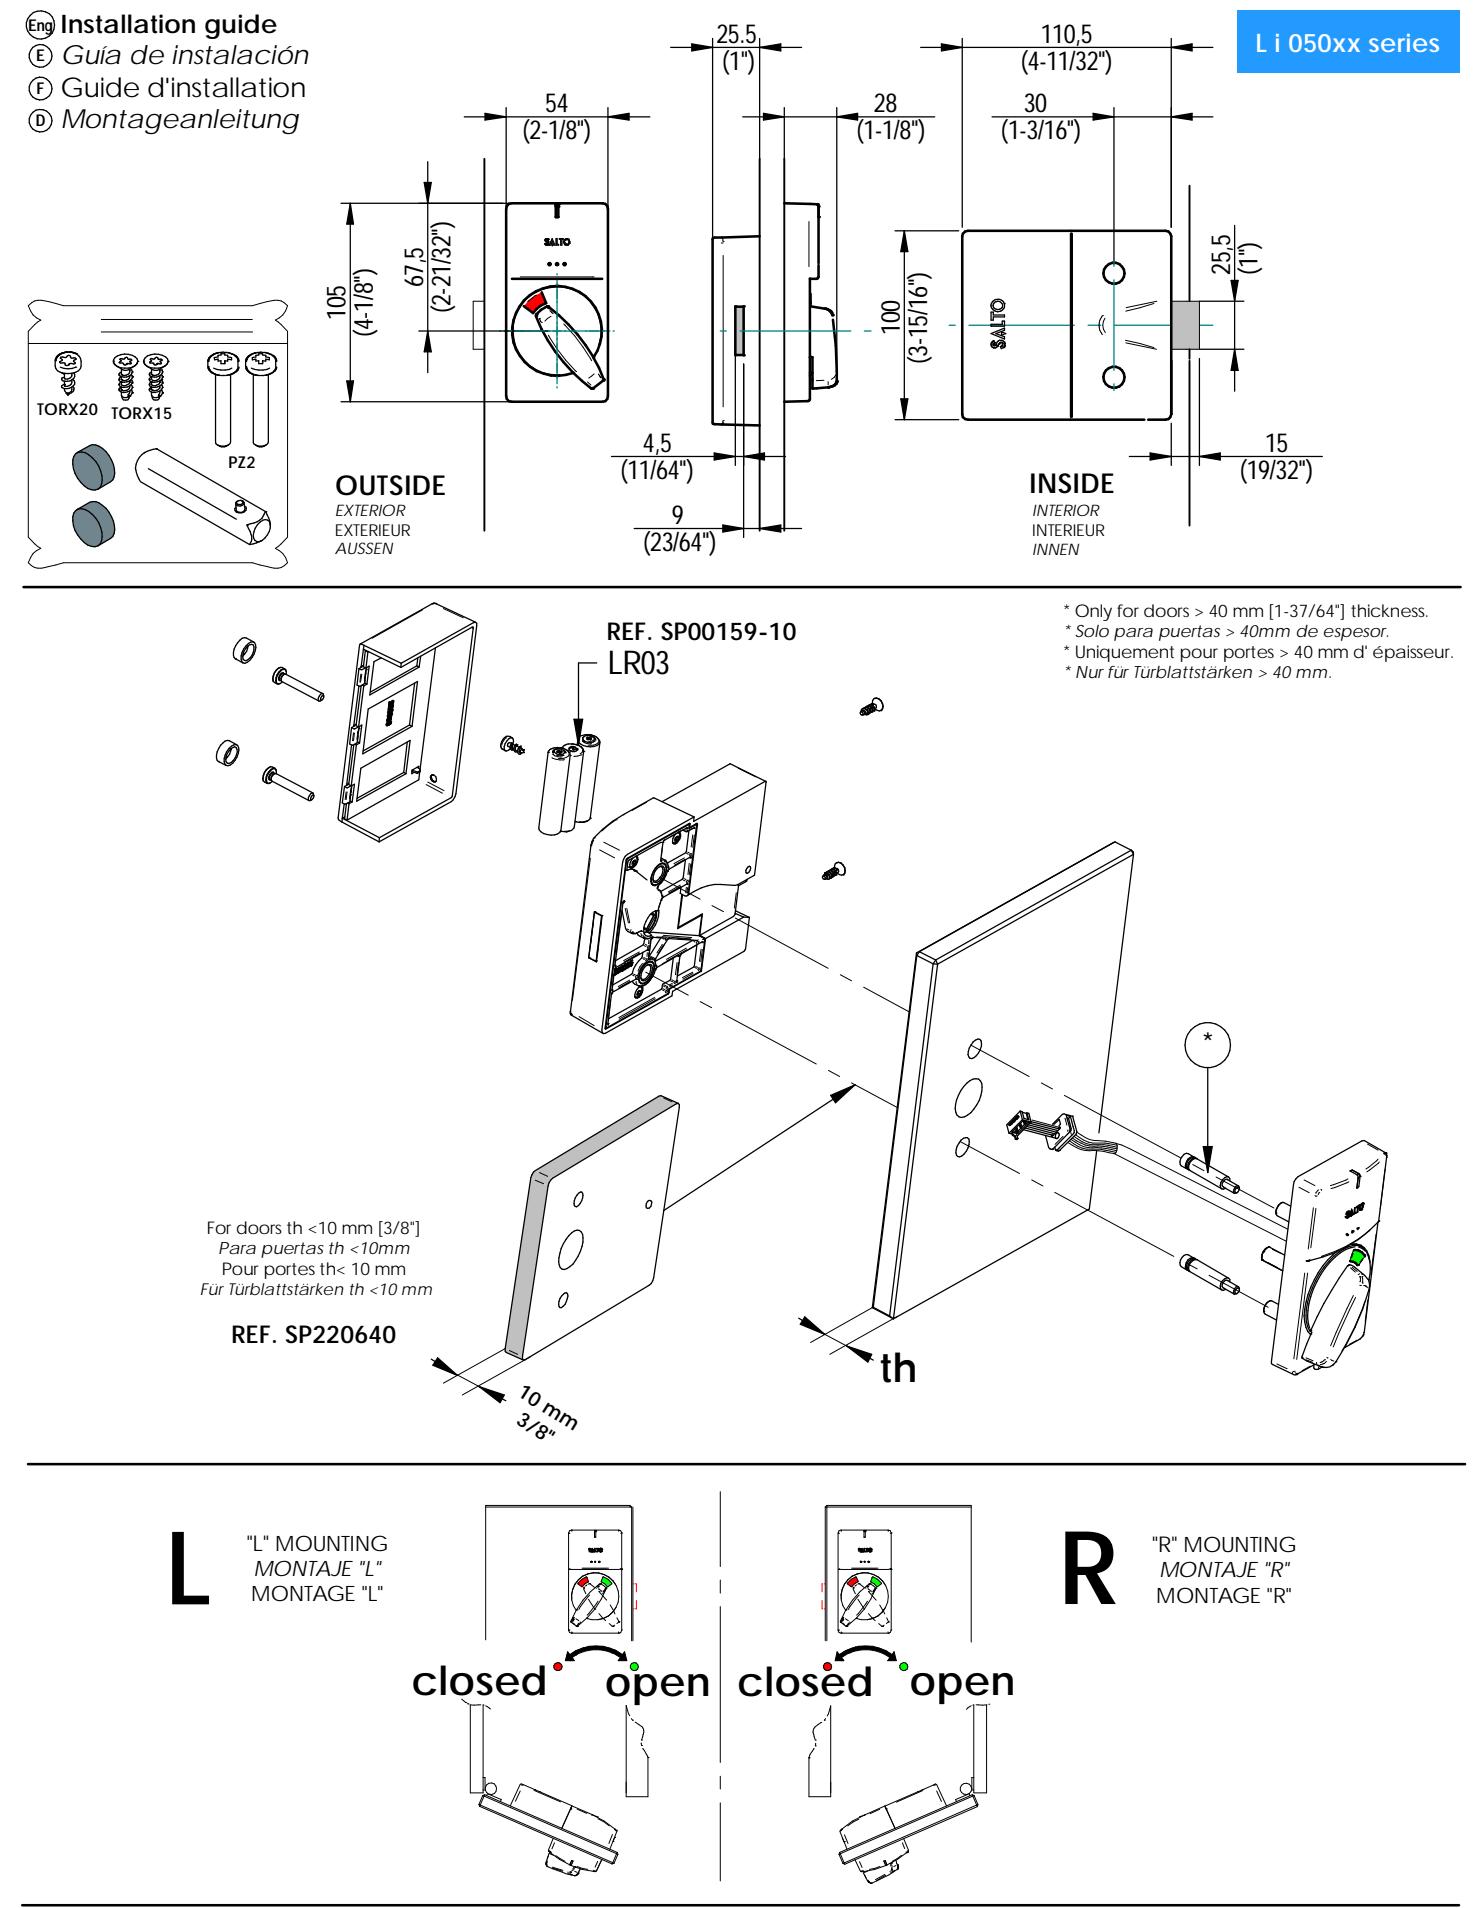 Eng Installation guide
E Guía de instalación
F Guide d'installation
D Montageanleitung
L i 050xx series
54
(2-1/8")
25.5
(1")
28
(1-1/8")
110,5
(4-11/32")
30
(1-3/16")
105
(4-1/8")
67,5
(2-21/32")
SALTO
100
(3-15/16")
SALTO
25,5
(1")
4,5
(11/64")
9
(23/64")
15
(19/32")
TORX20
TORX15
PZ2
OUTSIDE
EXTERIOR
EXTERIEUR
AUSSEN
INSIDE
INTERIOR
INTERIEUR
INNEN
REF. SP00159-10
LR03
* Only for doors > 40 mm [1-37/64"] thickness.
* Solo para puertas > 40mm de espesor.
* Uniquement pour portes > 40 mm d' épaisseur.
* Nur für Türblattstärken > 40 mm.
*
SALTO
For doors th <10 mm [3/8"]
Para puertas th <10mm
Pour portes th< 10 mm
Für Türblattstärken th <10 mm
REF. SP220640
10 mm
3/8"
th
L
"L" MOUNTING
MONTAJE "L"
MONTAGE "L"
SALTO
closed
open
R
"R" MOUNTING
MONTAJE "R"
MONTAGE "R"
SALTO
closed
open